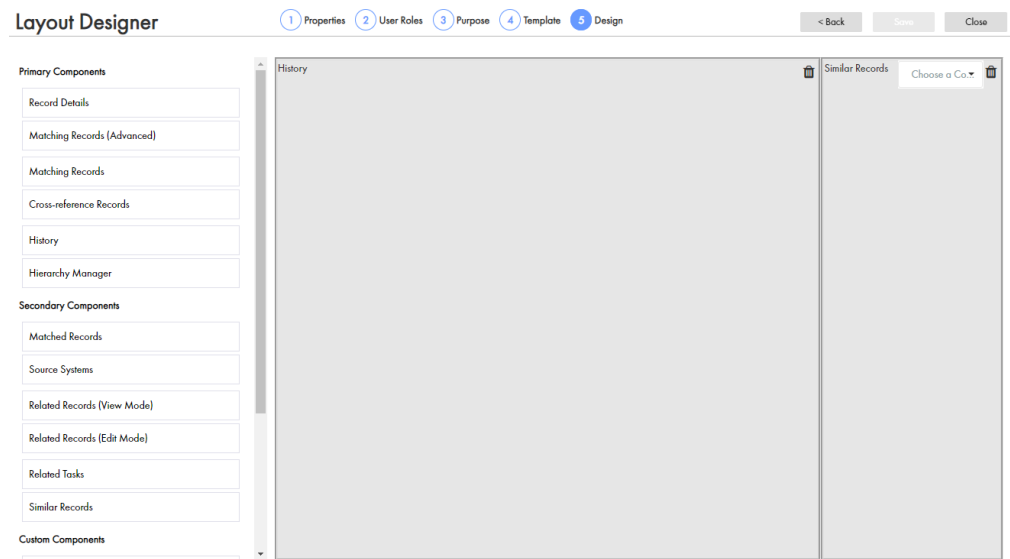 Layout Designer
1 Properties 2 User Roles 3 Purpose 4 Template 5 Design
< Back Save Close
Primary Components
Record Details
Matching Records (Advanced)
Matching Records
Cross-reference Records
History
Hierarchy Manager
Secondary Components
Matched Records
Source Systems
Related Records (View Mode)
Related Records (Edit Mode)
Related Tasks
Similar Records
Custom Components
History
Similar Records
Choose a Co...